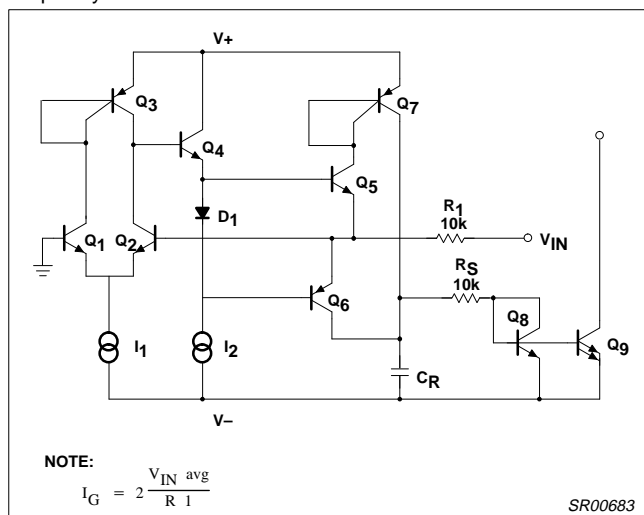 V+
Q3
Q7
Q4
Q5
D1
R1
10k
VIN
Q1
Q2
RS
10k
Q6
Q8
Q9
I1
I2
CR
V–
NOTE:
IG = 2 VIN avg / R 1
SR00683